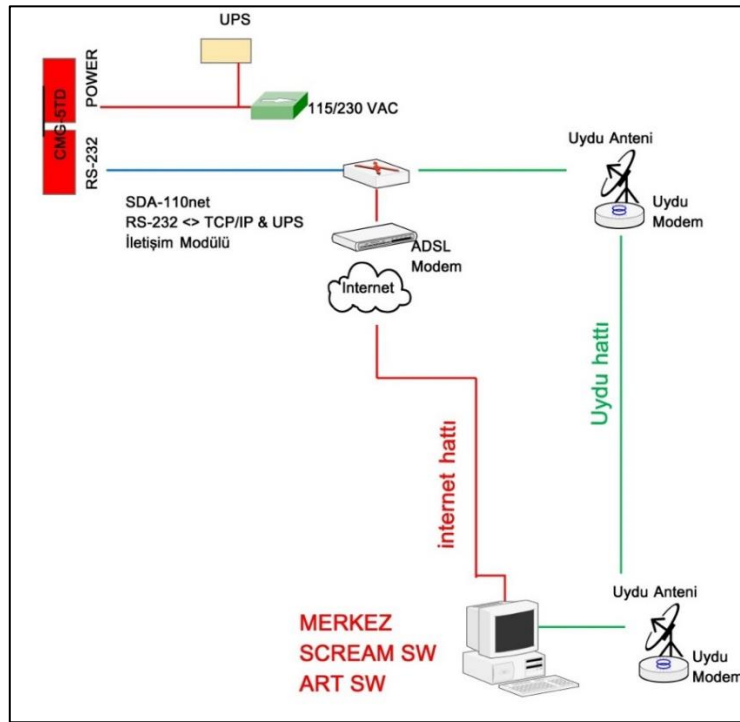 UPS
POWER
115/230 VAC
CMG-5TD
RS-232
SDA-110net
RS-232 <> TCP/IP & UPS
İletişim Modülü
ADSL
Modem
Internet
Uydu Anteni
Uydu
Modem
internet hattı
Uydu hattı
MERKEZ
SCREAM SW
ART SW
Uydu Anteni
Uydu
Modem